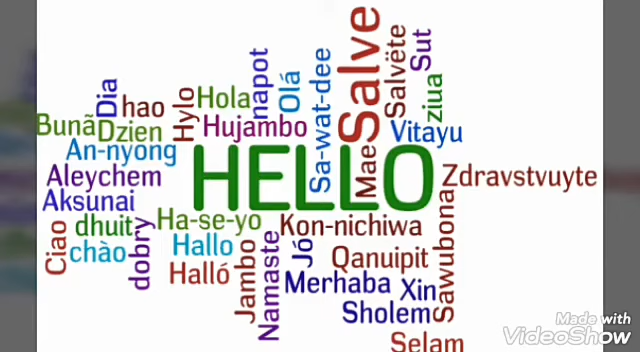 Salve
Salvëte
Sut
napot
Olá
Sa-wat-dee
ziua
Dia
hao
Hylo
Hola
Bună
Dzien
Hujambo
Vitayu
An-nyong
HELLO
Mae
Zdravstvuyte
Aleychem
Aksunai
dhuit
Ha-se-yo
Kon-nichiwa
Sawubona
Ciao
chào
dobry
Hallo
Halló
Jambo
Namaste
Jó
Qanuipit
Merhaba
Xin
Sholem
Selam
Made with
VideoShow